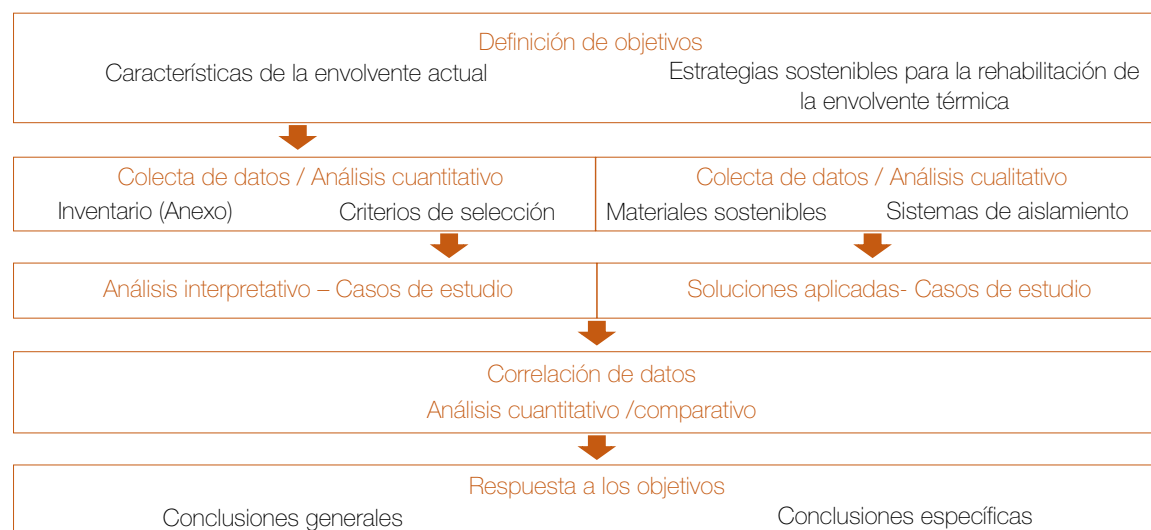 Definición de objetivos
Características de la envolvente actual
Estrategias sostenibles para la rehabilitación de
la envolvente térmica
Colecta de datos / Análisis cuantitativo
Inventario (Anexo)
Criterios de selección
Colecta de datos / Análisis cualitativo
Materiales sostenibles
Sistemas de aislamiento
Análisis interpretativo – Casos de estudio
Soluciones aplicadas- Casos de estudio
Correlación de datos
Análisis cuantitativo /comparativo
Respuesta a los objetivos
Conclusiones generales
Conclusiones específicas